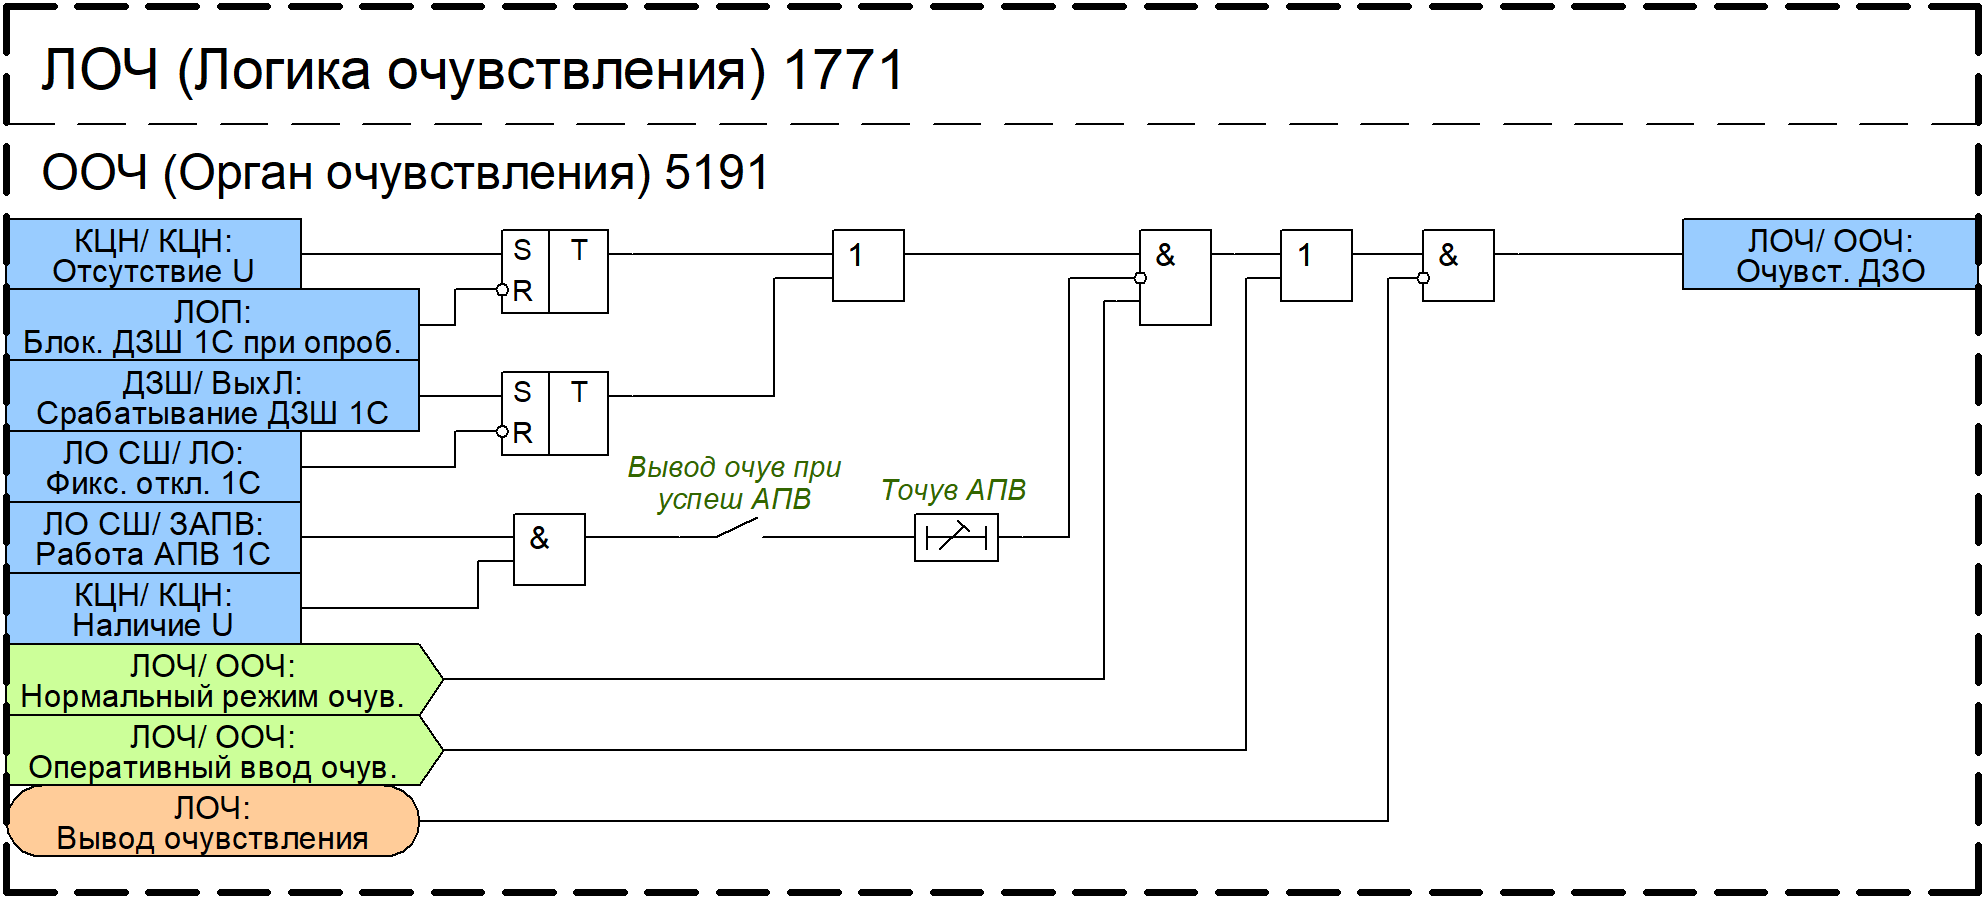 ЛОЧ (Логика очувствления) 1771
ООЧ (Орган очувствления) 5191
КЦН/ КЦН:
Отсутствие U
ЛОП:
Блок. ДЗШ 1С при опроб.
ДЗШ/ ВыхЛ:
Срабатывание ДЗШ 1С
ЛО СШ/ ЛО:
Фикс. откл. 1С
ЛО СШ/ ЗАПВ:
Работа АПВ 1С
КЦН/ КЦН:
Наличие U
ЛОЧ/ ООЧ:
Нормальный режим очув.
ЛОЧ/ ООЧ:
Оперативный ввод очув.
ЛОЧ:
Вывод очувствления
S T
R
S T
R
&
Вывод очув при
успеш АПВ
Точув АПВ
1
&
1
&
ЛОЧ/ ООЧ:
Очувст. ДЗО